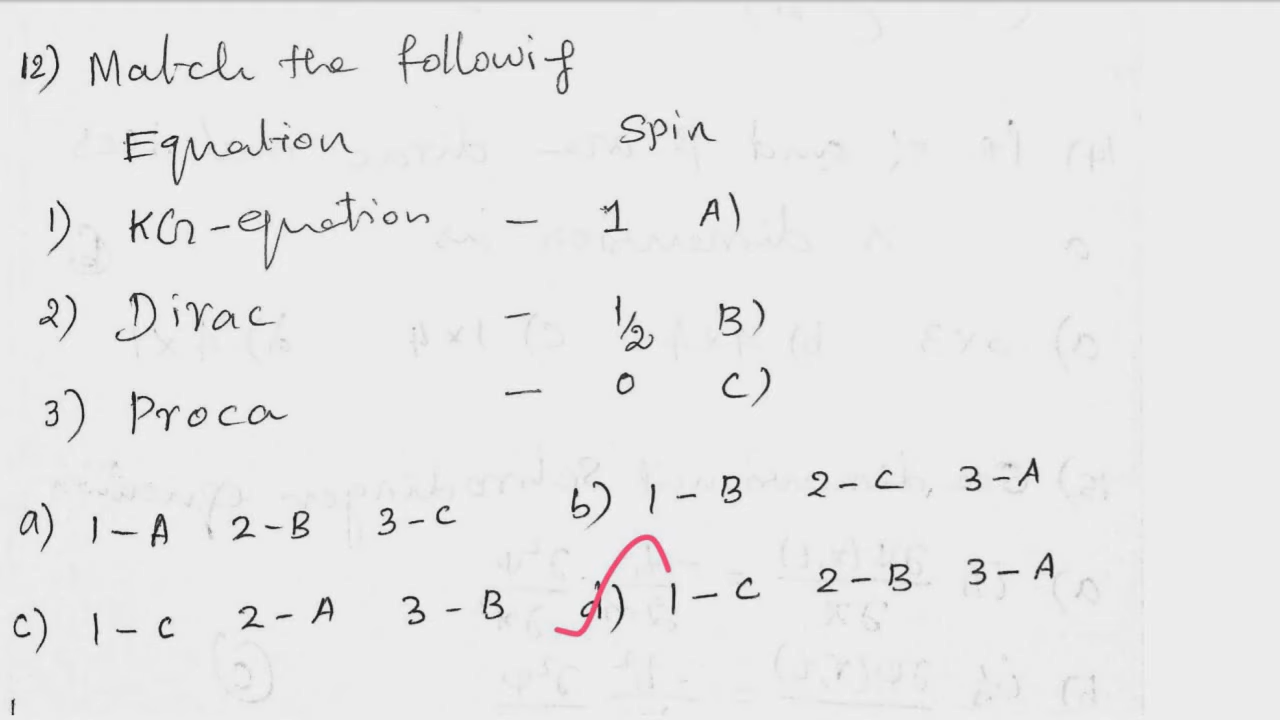 12) Match the followig
Equation Spin
1) KG-equation - 1 A)
2) Dirac - 1/2 B)
3) Proca - 0 C)
a) 1-A 2-B 3-C b) 1-B 2-C 3-A
c) 1-C 2-A 3-B d) 1-C 2-B 3-A